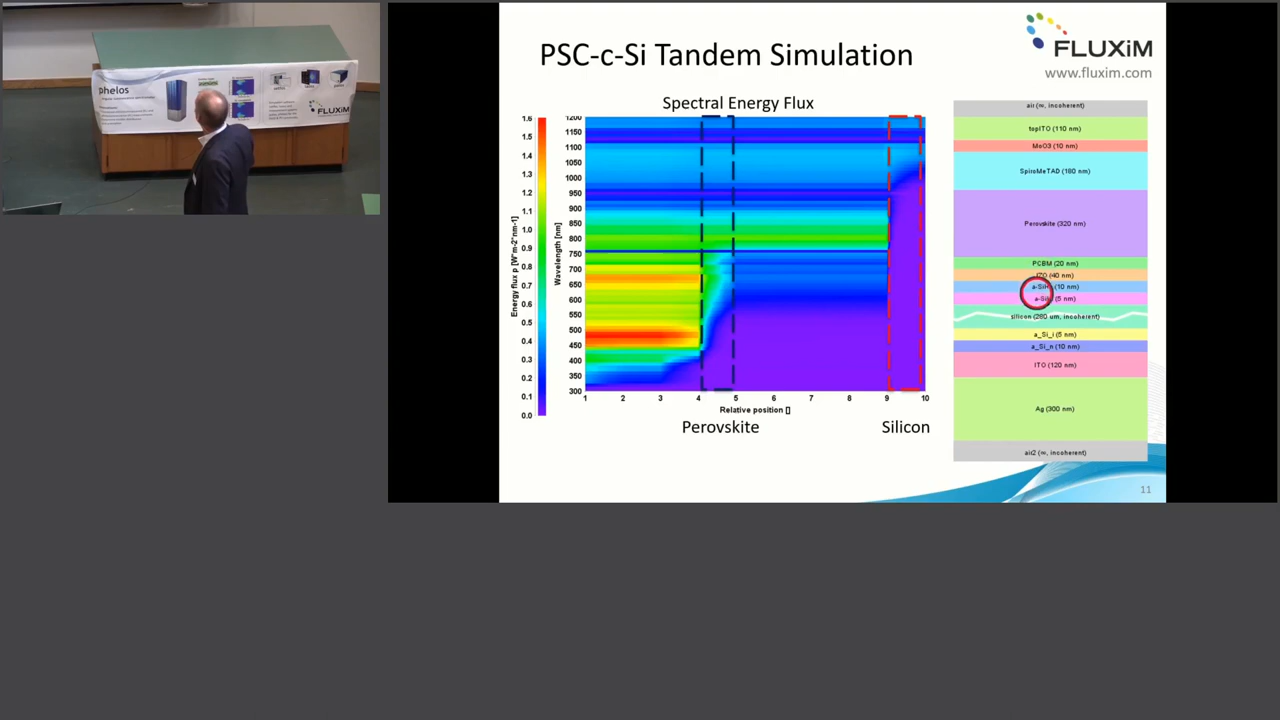 phelos
FLUXiM
PSC-c-Si Tandem Simulation
FLUXiM
www.fluxim.com
Spectral Energy Flux
1.6
1.5
1.4
1.3
1.2
1.1
1.0
0.9
0.8
0.7
0.6
0.5
0.4
0.3
0.2
0.1
0.0
Energy flux p [W*m-2*nm-1]
Wavelength [nm]
1200
1150
1100
1050
1000
950
900
850
800
750
700
650
600
550
500
450
400
350
300
1 2 3 4 5 6 7 8 9 10
Relative position []
Perovskite
Silicon
air (∞, incoherent)
topITO (110 nm)
MoO3 (10 nm)
SpiroMeTAD (160 nm)
Perovskite (320 nm)
PCBM (20 nm)
(40 nm)
(10 nm)
(5 nm)
silicon (260 um, incoherent)
a_Si_i (5 nm)
a_Si_n (10 nm)
ITO (120 nm)
Ag (300 nm)
air2 (∞, incoherent)
11